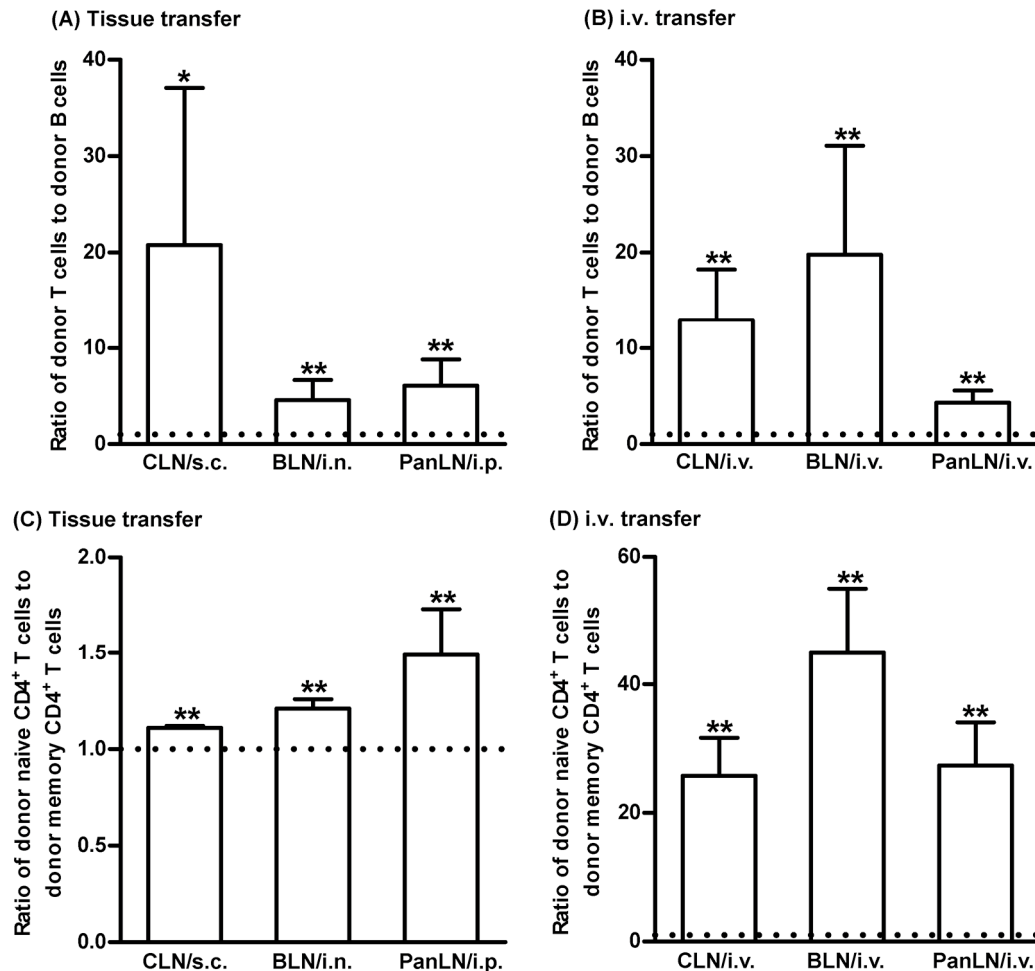 (A) Tissue transfer
Ratio of donor T cells to donor B cells
40
30
20
10
0
*
**
**
CLN/s.c. BLN/i.n. PanLN/i.p.
(B) i.v. transfer
Ratio of donor T cells to donor B cells
40
30
20
10
0
**
**
**
CLN/i.v. BLN/i.v. PanLN/i.v.
(C) Tissue transfer
Ratio of donor naive CD4+ T cells to
donor memory CD4+ T cells
2.0
1.5
1.0
0.5
0.0
**
**
**
CLN/s.c. BLN/i.n. PanLN/i.p.
(D) i.v. transfer
Ratio of donor naive CD4+ T cells to
donor memory CD4+ T cells
60
40
20
0
**
**
**
CLN/i.v. BLN/i.v. PanLN/i.v.